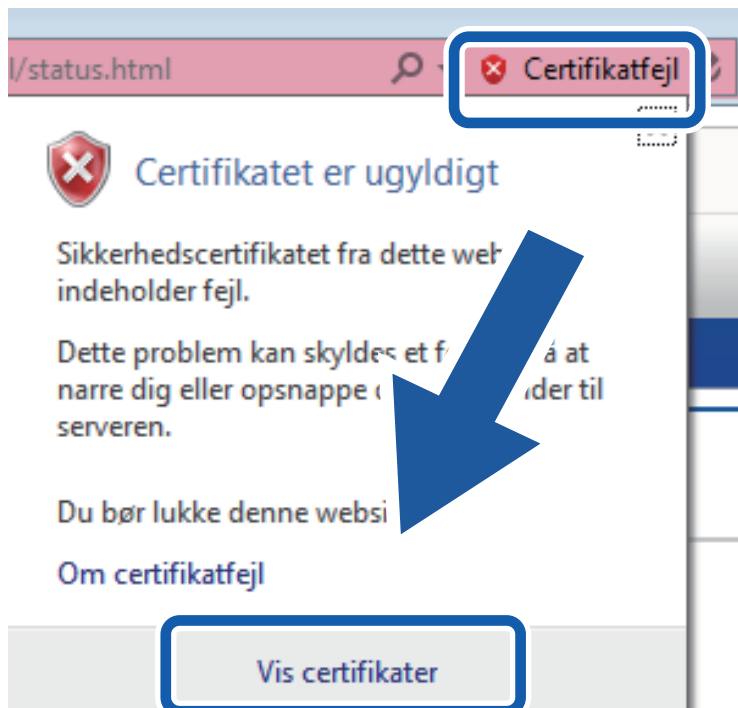 l/status.html
Certifikatfejl
Certifikatet er ugyldigt
Sikkerhedscertifikatet fra dette
indeholder fejl.
Dette problem kan skyldes et at
narre dig eller opsnappe til
serveren.
Du bør lukke denne
Om certifikatfejl
Vis certifikater